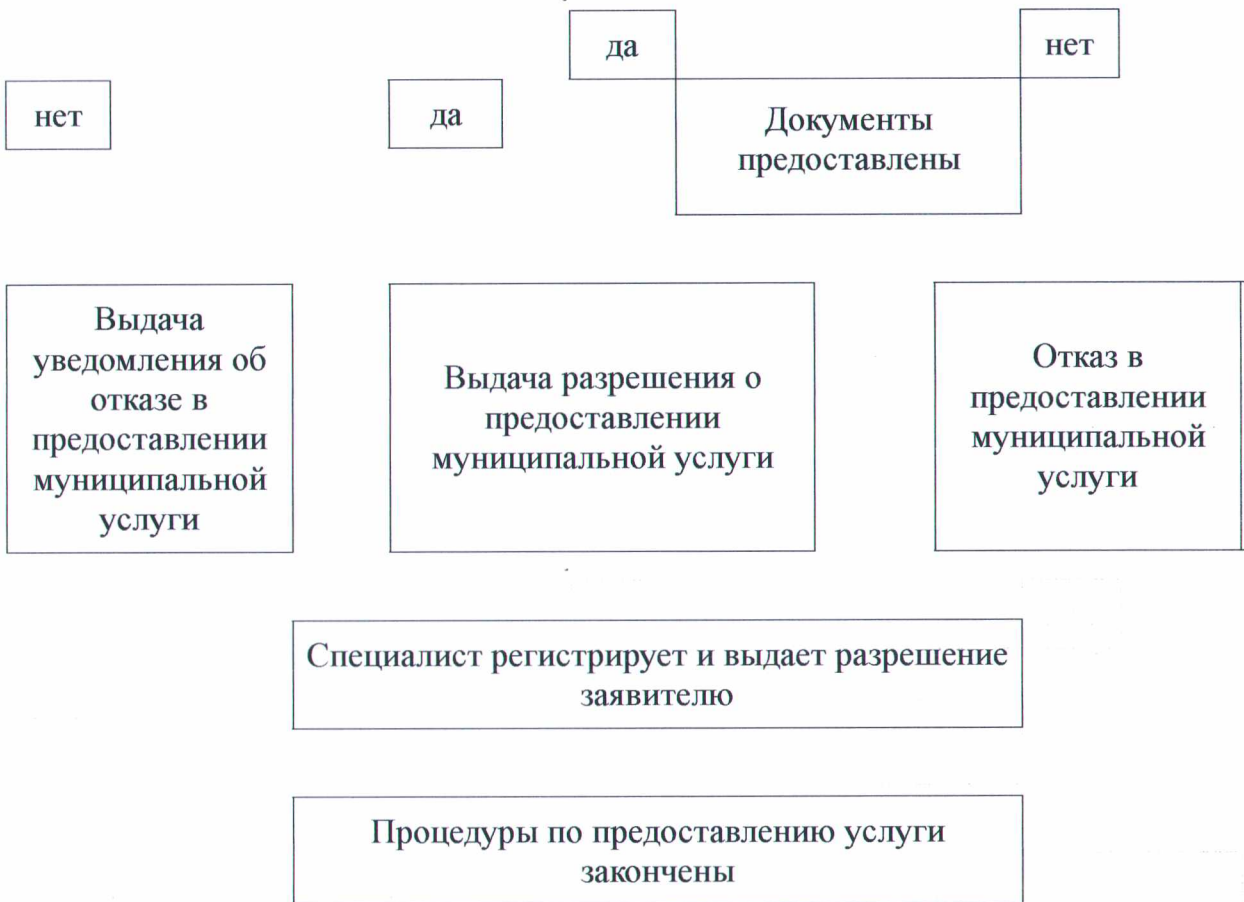 да
нет
нет
да
Документы
предоставлены
Выдача
уведомления об
отказе в
предоставлении
муниципальной
услуги
Выдача разрешения о
предоставлении
муниципальной услуги
Отказ в
предоставлении
муниципальной
услуги
Специалист регистрирует и выдает разрешение
заявителю
Процедуры по предоставлению услуги
закончены